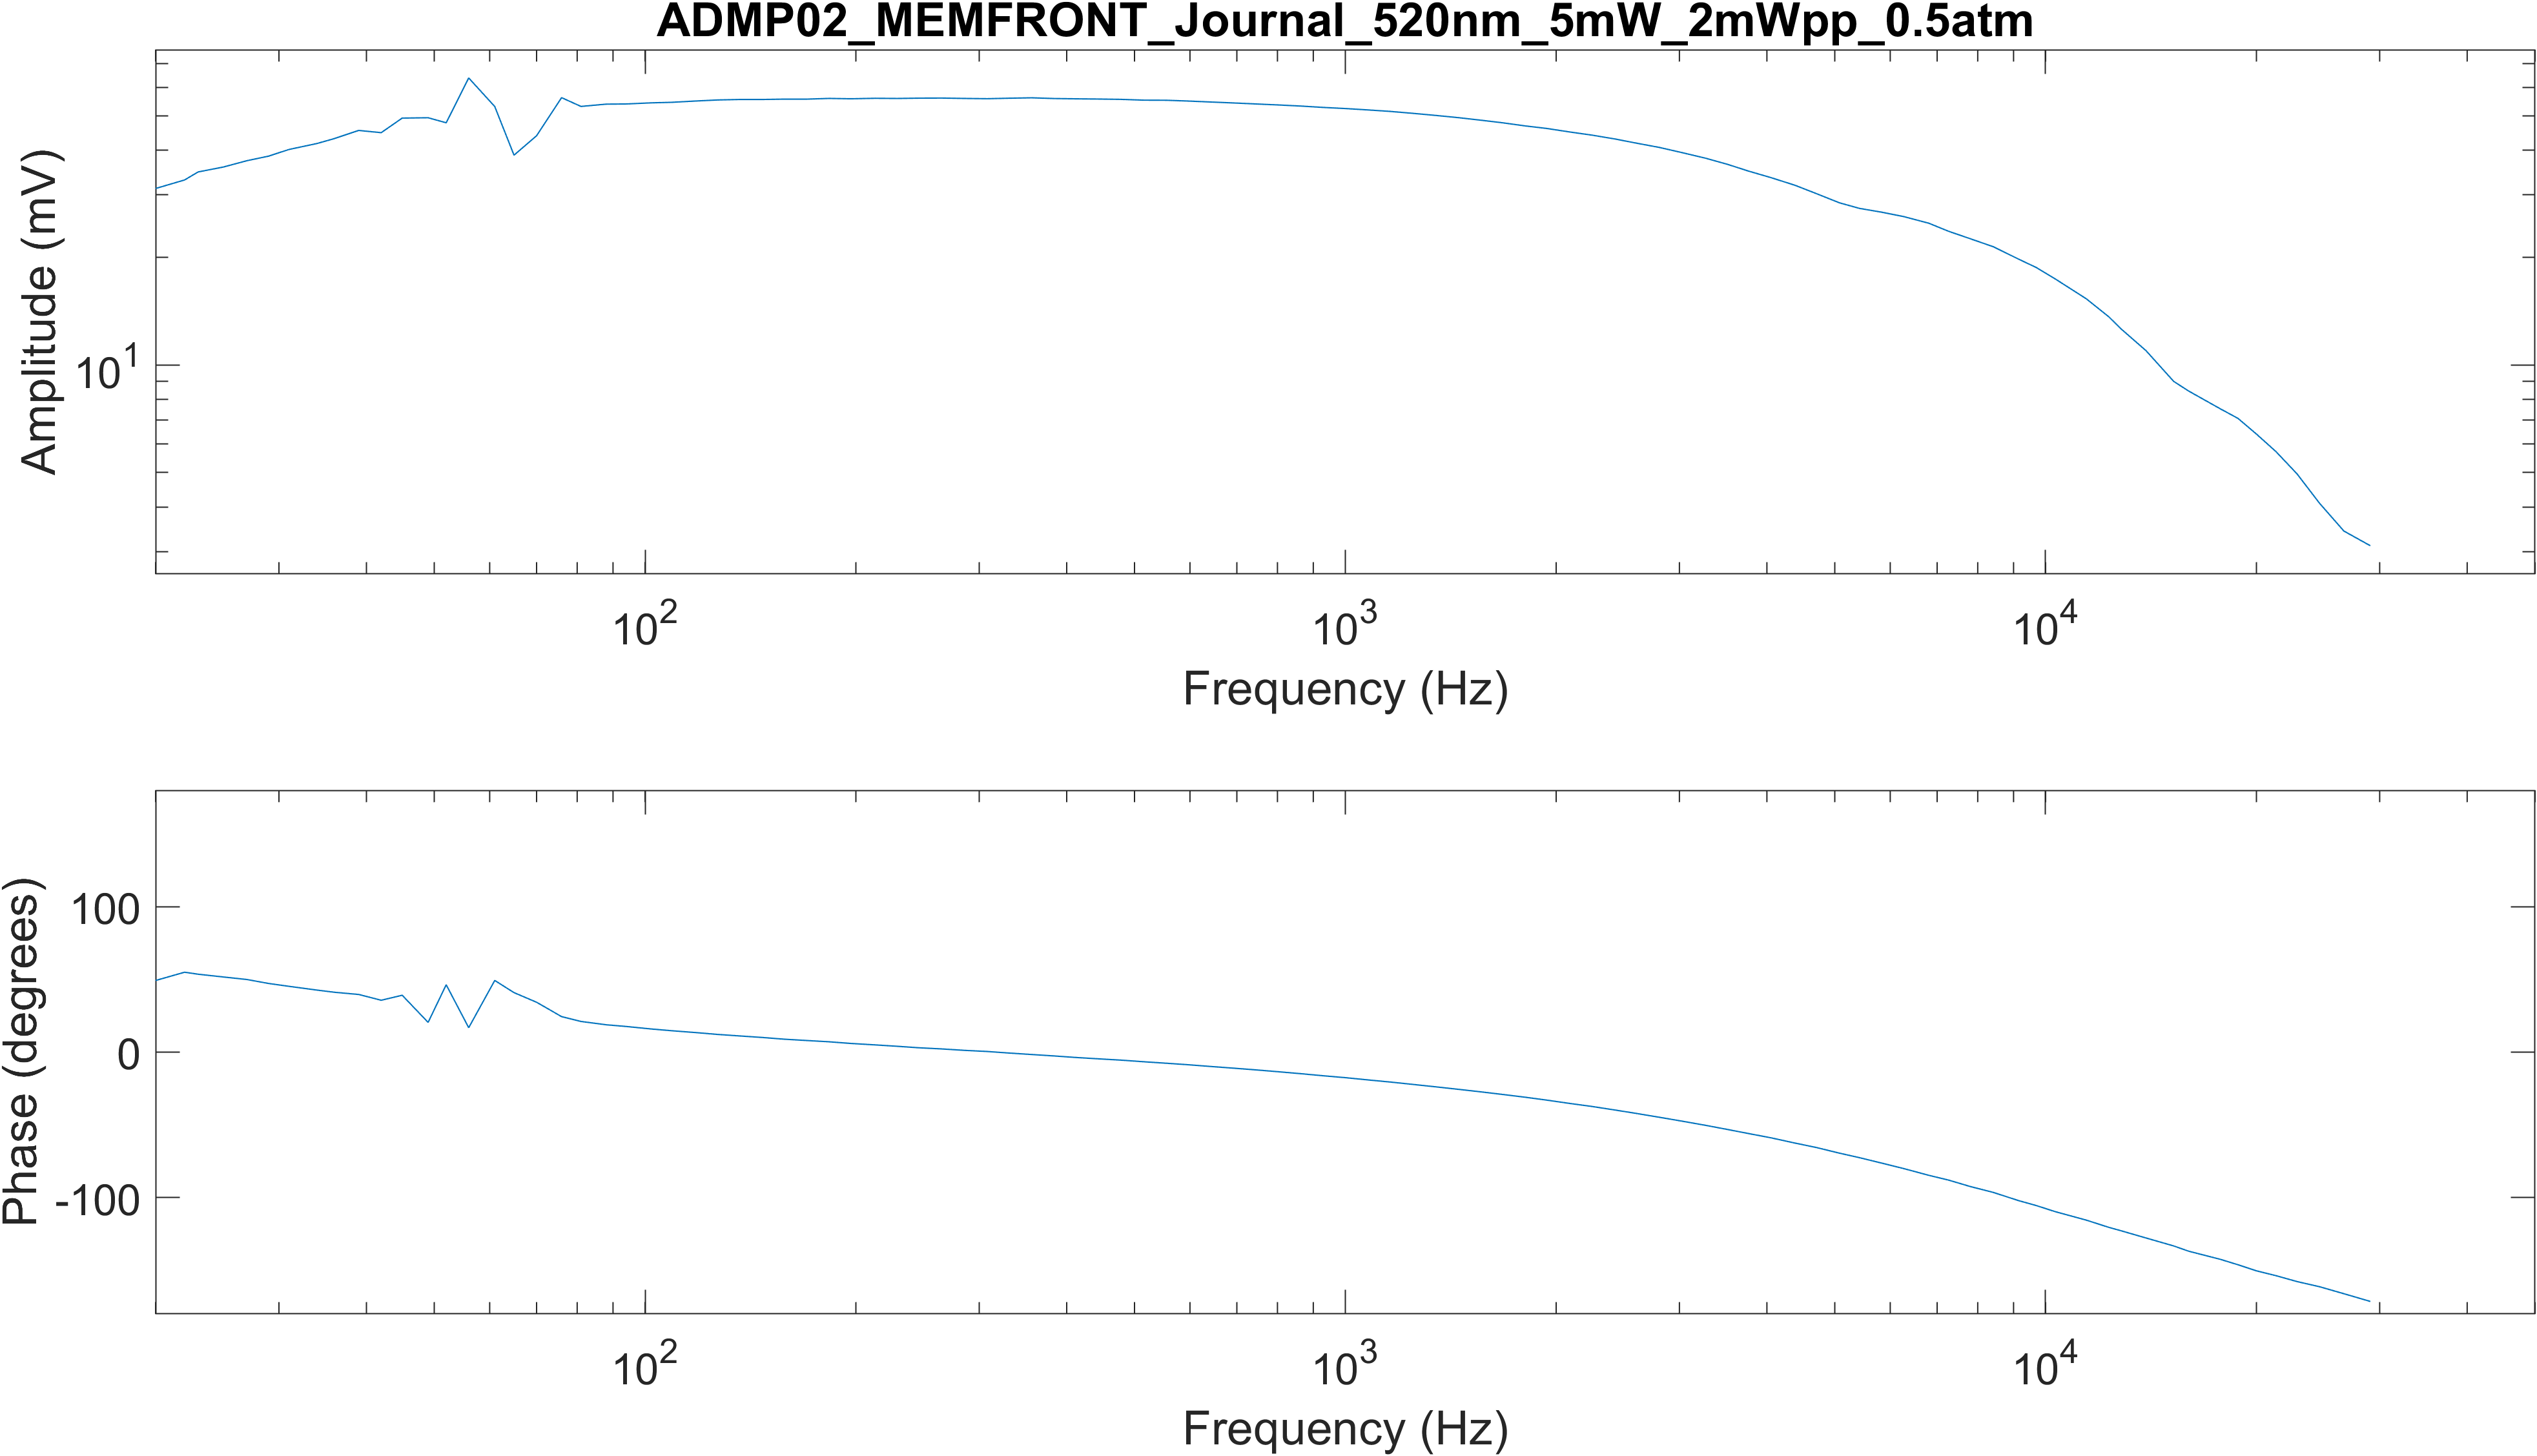 ADMP02_MEMFRONT_Journal_520nm_5mW_2mWpp_0.5atm
Amplitude (mV)
10^1
10^2 10^3 10^4
Frequency (Hz)
Phase (degrees)
100
0
-100
10^2 10^3 10^4
Frequency (Hz)